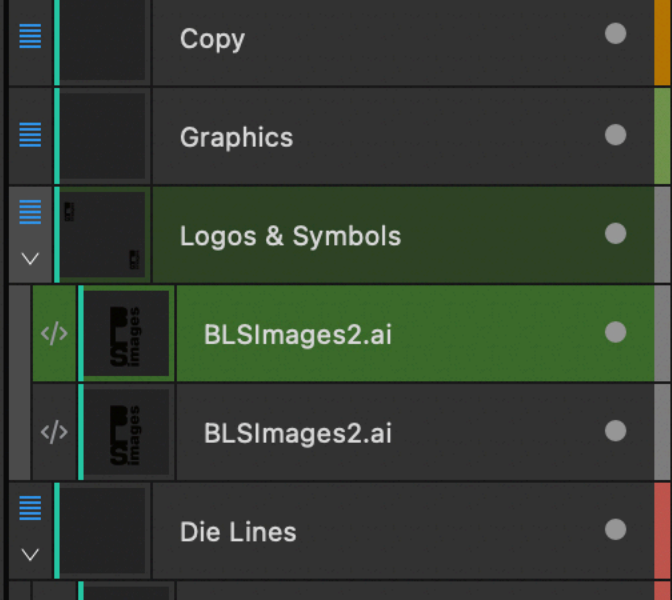 Copy
Graphics
Logos & Symbols
</> BLSImages2.ai
</> BLSImages2.ai
Die Lines